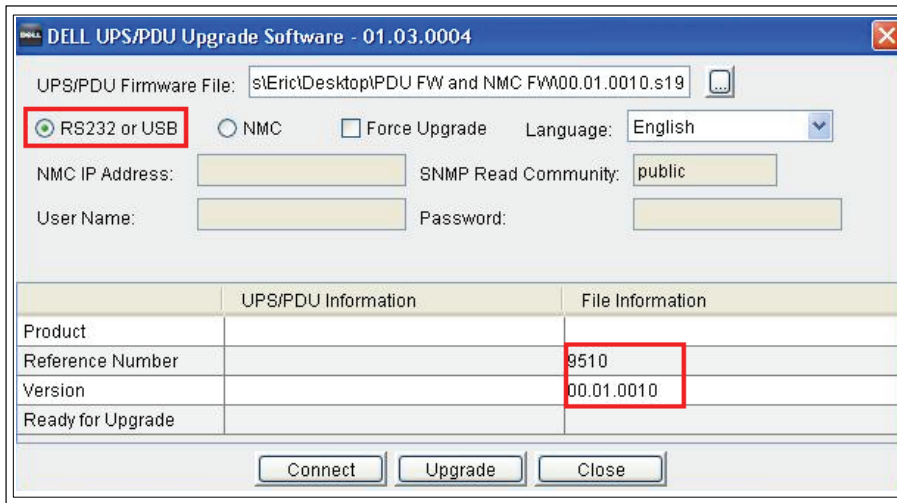 DELL DELL UPS/PDU Upgrade Software - 01.03.0004
UPS/PDU Firmware File: s\Eric\Desktop\PDU FW and NMC FW\00.01.0010.s19 ...
RS232 or USB NMC Force Upgrade Language: English
NMC IP Address: SNMP Read Community: public
User Name: Password:
UPS/PDU Information File Information
Product
Reference Number 9510
Version 00.01.0010
Ready for Upgrade
Connect Upgrade Close